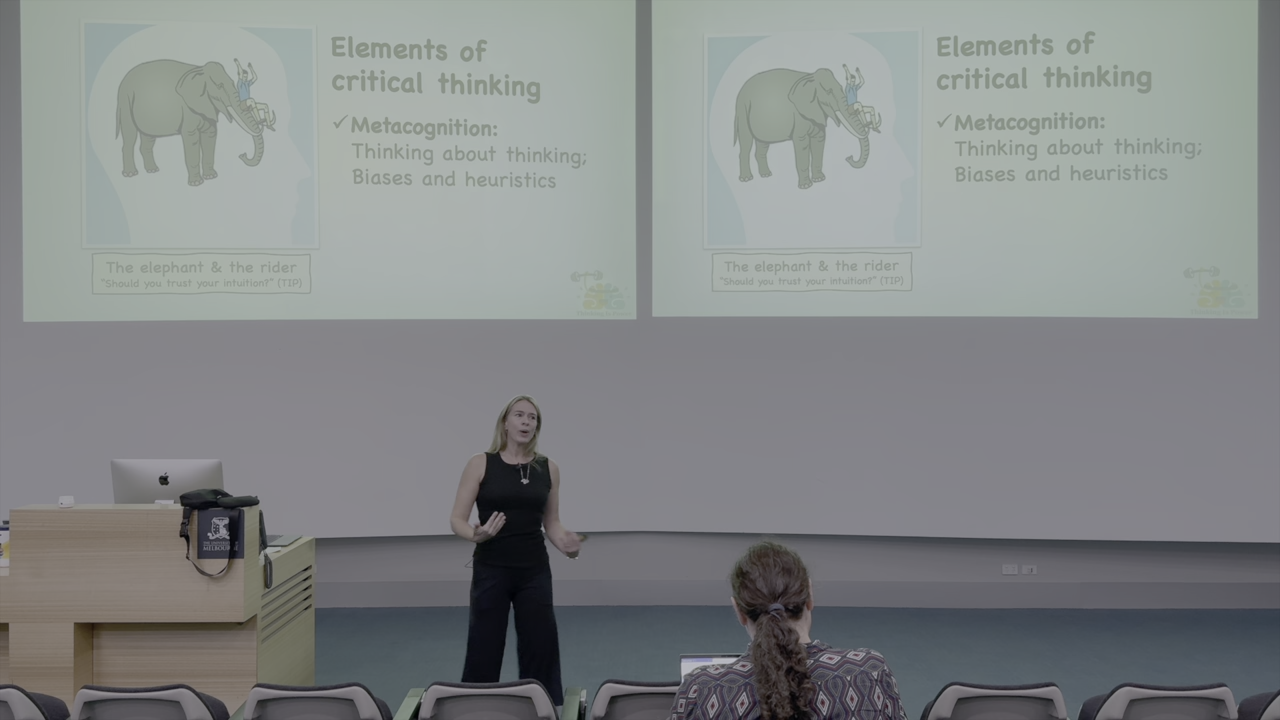 Elements of
critical thinking
✓Metacognition:
Thinking about thinking;
Biases and heuristics
The elephant & the rider
"Should you trust your intuition?" (TIP)
Elements of
critical thinking
✓Metacognition:
Thinking about thinking;
Biases and heuristics
The elephant & the rider
"Should you trust your intuition?" (TIP)
MELBOURNE